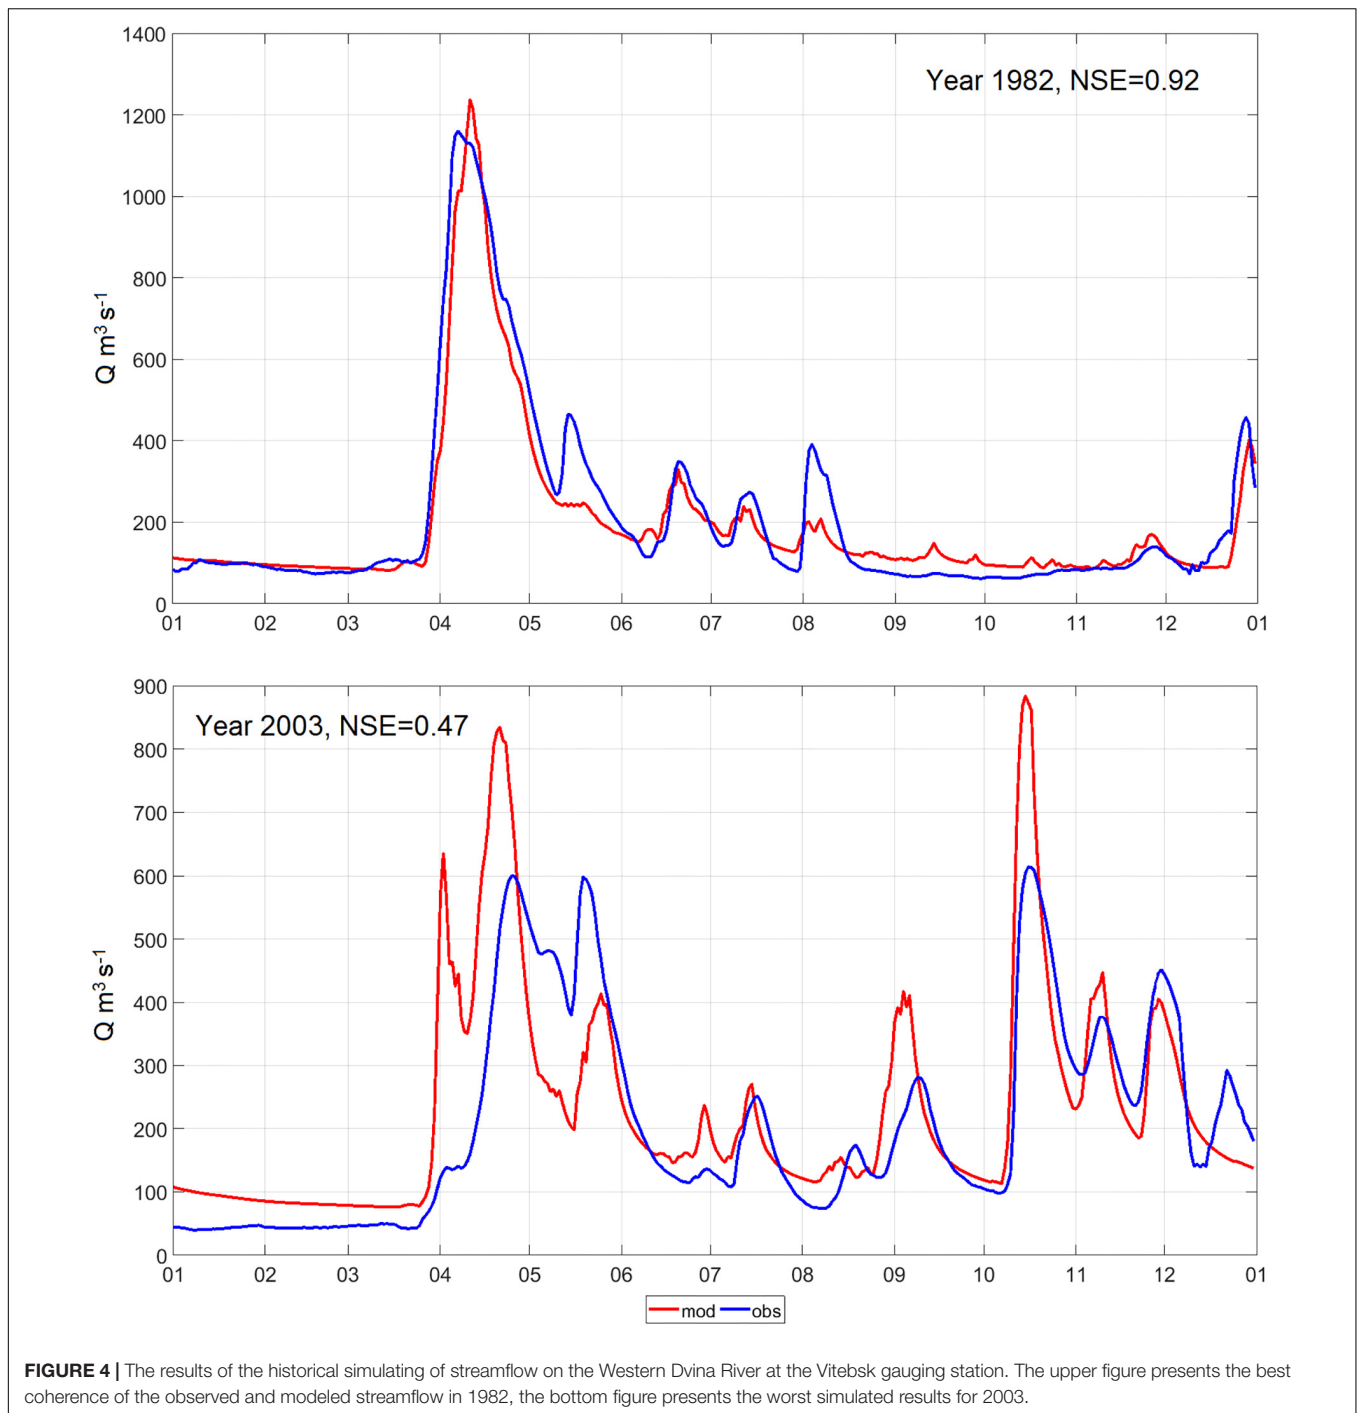 1400
1200
1000
800
600
400
200
0
Q m³ s⁻¹
Year 1982, NSE=0.92
01 02 03 04 05 06 07 08 09 10 11 12 01
900
800
700
600
500
400
300
200
100
0
Q m³ s⁻¹
Year 2003, NSE=0.47
01 02 03 04 05 06 07 08 09 10 11 12 01
mod obs
FIGURE 4 | The results of the historical simulating of streamflow on the Western Dvina River at the Vitebsk gauging station. The upper figure presents the best
coherence of the observed and modeled streamflow in 1982, the bottom figure presents the worst simulated results for 2003.